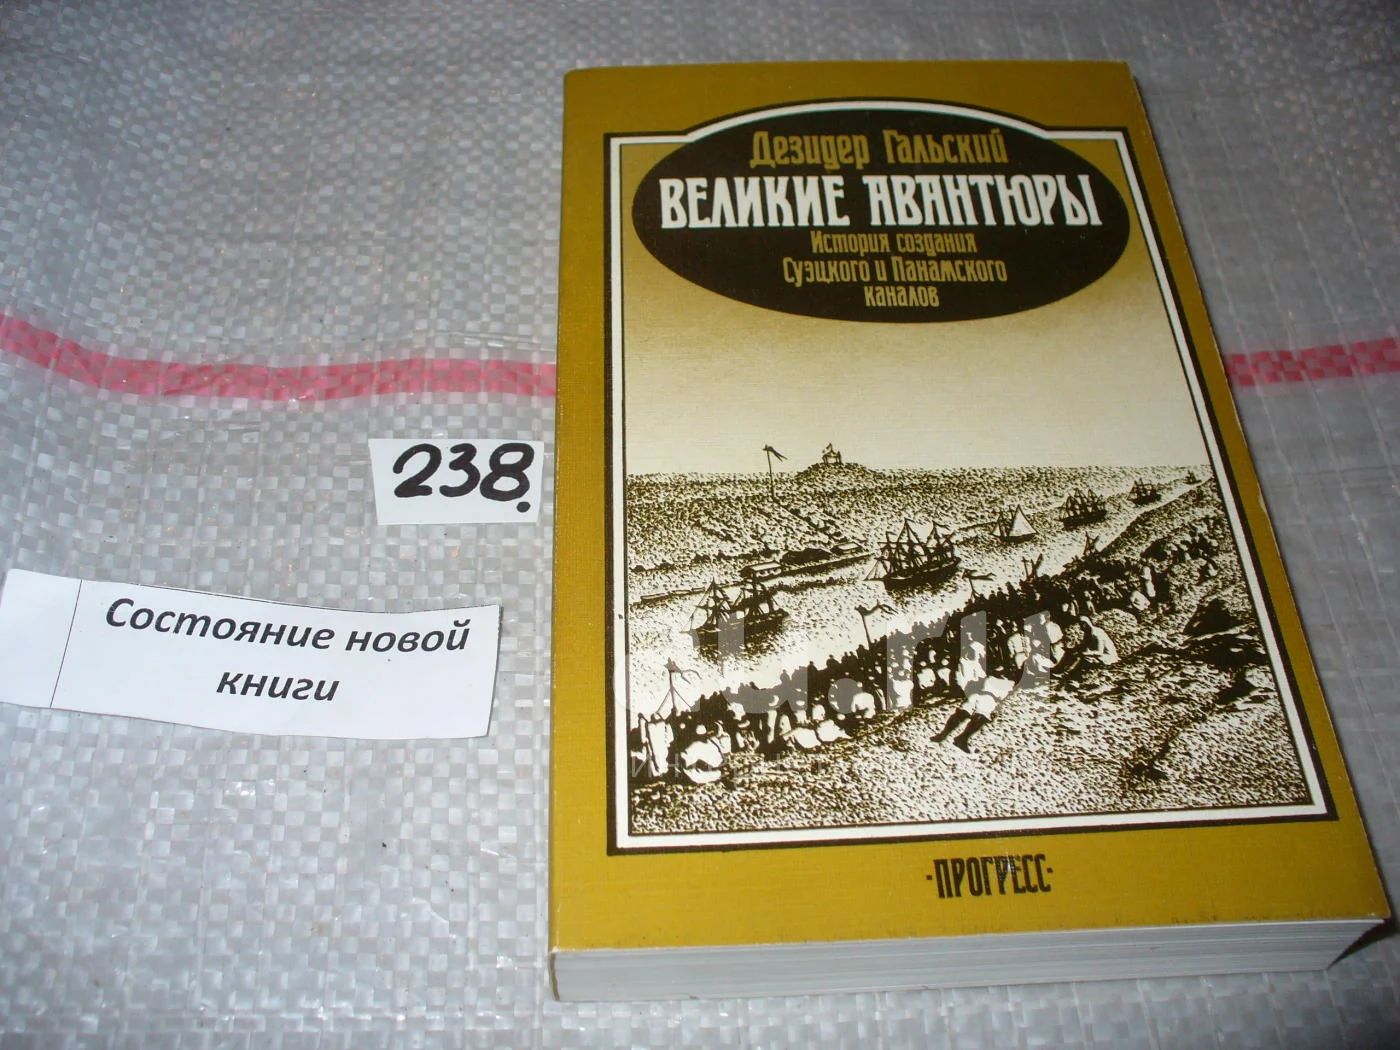 Дезидер Гальский
ВЕЛИКИЕ АВАНТЮРЫ
История создания
Суэцкого и Панамского
каналов
238.
Состояние новой
книги
·ПРОГРЕСС·